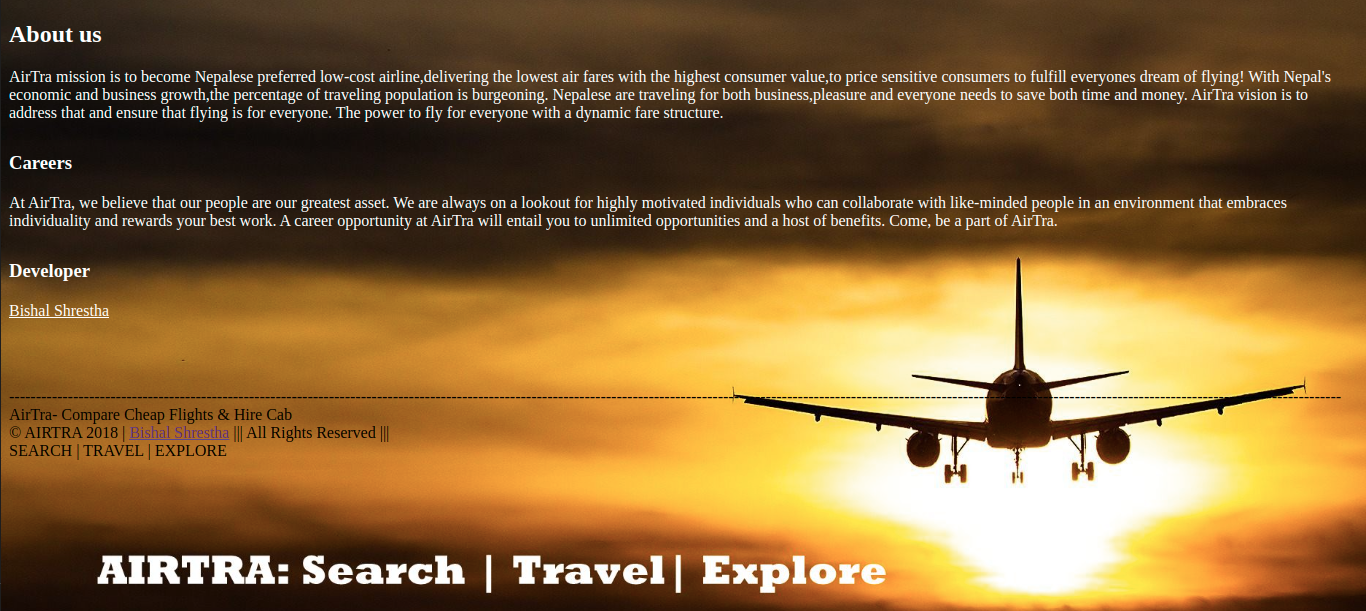 About us
AirTra mission is to become Nepalese preferred low-cost airline,delivering the lowest air fares with the highest consumer value,to price sensitive consumers to fulfill everyones dream of flying! With Nepal's
economic and business growth,the percentage of traveling population is burgeoning. Nepalese are traveling for both business,pleasure and everyone needs to save both time and money. AirTra vision is to
address that and ensure that flying is for everyone. The power to fly for everyone with a dynamic fare structure.
Careers
At AirTra, we believe that our people are our greatest asset. We are always on a lookout for highly motivated individuals who can collaborate with like-minded people in an environment that embraces
individuality and rewards your best work. A career opportunity at AirTra will entail you to unlimited opportunities and a host of benefits. Come, be a part of AirTra.
Developer
Bishal Shrestha
AirTra- Compare Cheap Flights & Hire Cab
© AIRTRA 2018 | Bishal Shrestha ||| All Rights Reserved |||
SEARCH | TRAVEL | EXPLORE
AIRTRA: Search | Travel| Explore